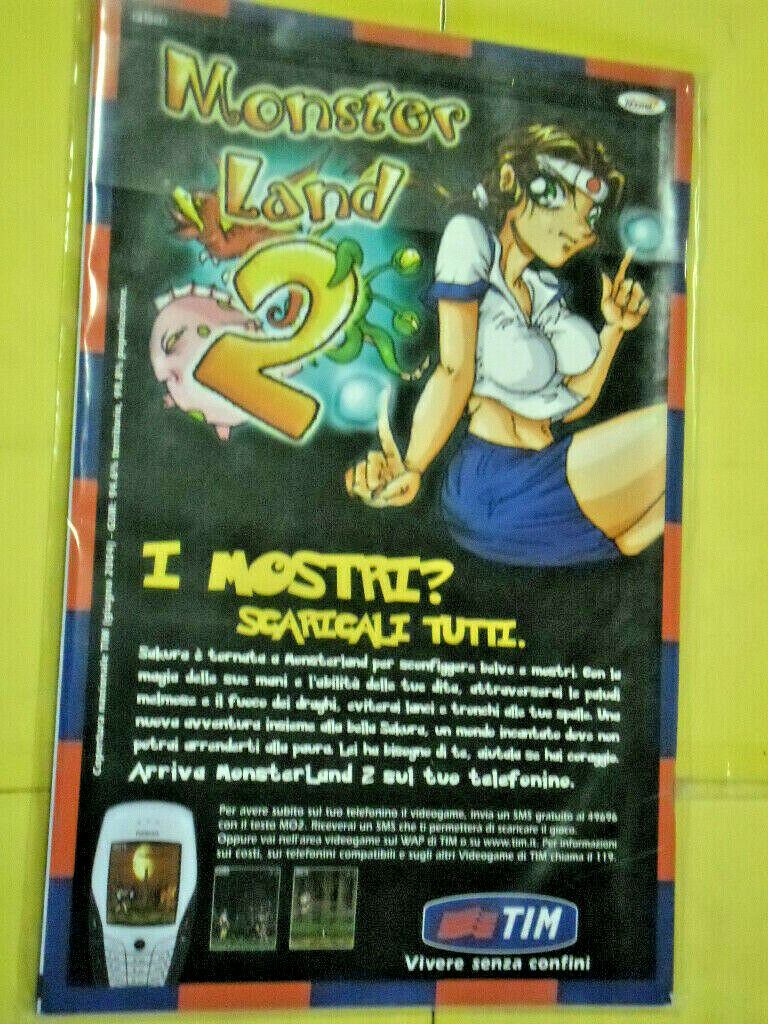 Monster
Land
2
I MOSTRI?
SCARICALI TUTTI.
Sakura è tornata a Monsterland per sconfiggere belve e mostri. Con la
magia delle sue mani e l'abilità delle tue dita, attraverserai le paludi
melmose e il fuoco dei draghi, eviterai lanci e tronchi alle tue spalle. Una
nuova avventura insieme alla bella Sakura, un mondo incantato dove non
potrai arrenderti alla paura. Lei ha bisogno di te, aiutala se hai coraggio.
Arriva MonsterLand 2 sul tuo telefonino.
Per avere subito sul tuo telefonino il videogame, invia un SMS gratuito al 49696
con il testo MO2. Riceverai un SMS che ti permetterà di scaricare il gioco.
Oppure vai nell'area videogame sul WAP di TIM o su www.tim.it. Per informazioni
sui costi, sui telefonini compatibili e sugli altri Videogame di TIM chiama il 119.
NOKIA
TIM
Vivere senza confini